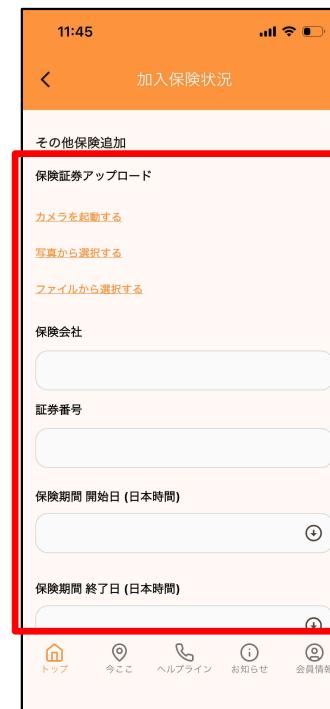 11:45
加入保険状況
その他保険追加
保険証券アップロード
カメラを起動する
写真から選択する
ファイルから選択する
保険会社
証券番号
保険期間 開始日 (日本時間)
保険期間 終了日 (日本時間)
トップ 今ここ ヘルプライン お知らせ 会員情報